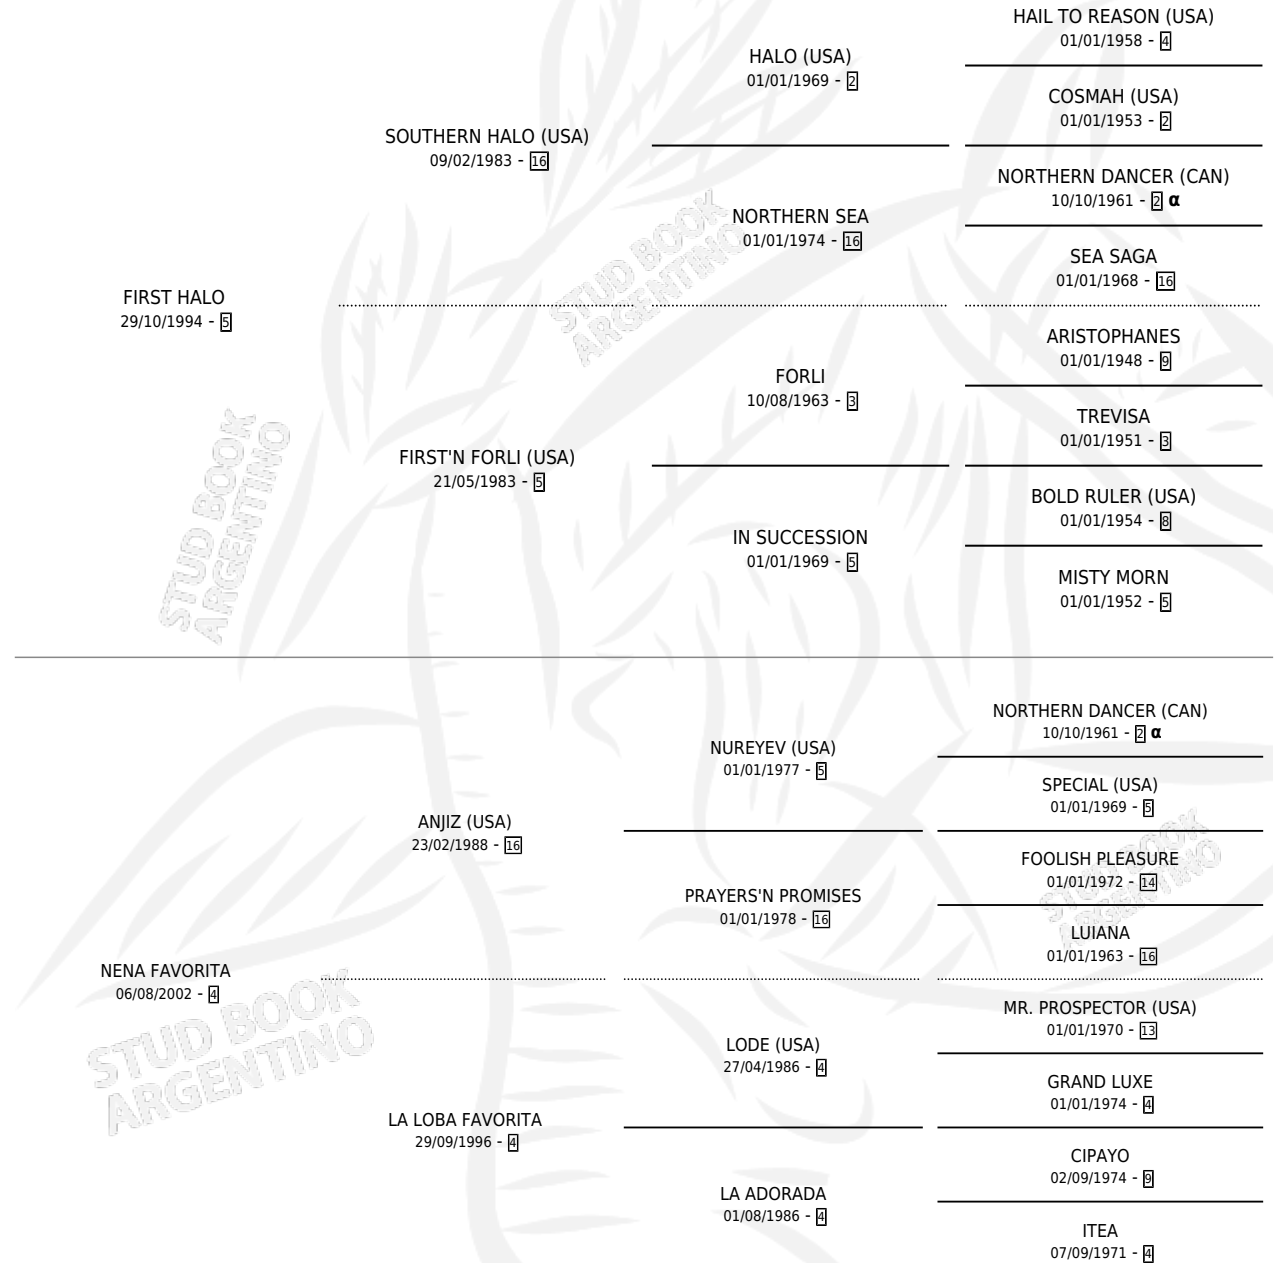 HAIL TO REASON (USA)
01/01/1958 - 4
HALO (USA)
01/01/1969 - 2
COSMAH (USA)
01/01/1953 - 2
SOUTHERN HALO (USA)
09/02/1983 - 16
NORTHERN DANCER (CAN)
10/10/1961 - 2 α
NORTHERN SEA
01/01/1974 - 16
SEA SAGA
01/01/1968 - 16
STUD BOOK
ARGENTINO
FIRST HALO
29/10/1994 - 5
ARISTOPHANES
01/01/1948 - 9
FORLI
10/08/1963 - 3
TREVISA
01/01/1951 - 3
FIRST'N FORLI (USA)
21/05/1983 - 5
BOLD RULER (USA)
01/01/1954 - 8
IN SUCCESSION
01/01/1969 - 5
MISTY MORN
01/01/1952 - 5
STUD BOOK
ARGENTINO
NORTHERN DANCER (CAN)
10/10/1961 - 2 α
NUREYEV (USA)
01/01/1977 - 5
SPECIAL (USA)
01/01/1969 - 5
ANJIZ (USA)
23/02/1988 - 16
FOOLISH PLEASURE
01/01/1972 - 14
PRAYERS'N PROMISES
01/01/1978 - 16
LUIANA
01/01/1963 - 16
STUD BOOK
ARGENTINO
NENA FAVORITA
06/08/2002 - 4
MR. PROSPECTOR (USA)
01/01/1970 - 13
LODE (USA)
27/04/1986 - 4
GRAND LUXE
01/01/1974 - 4
STUD BOOK
ARGENTINO
LA LOBA FAVORITA
29/09/1996 - 4
CIPAYO
02/09/1974 - 9
LA ADORADA
01/08/1986 - 4
ITEA
07/09/1971 - 4